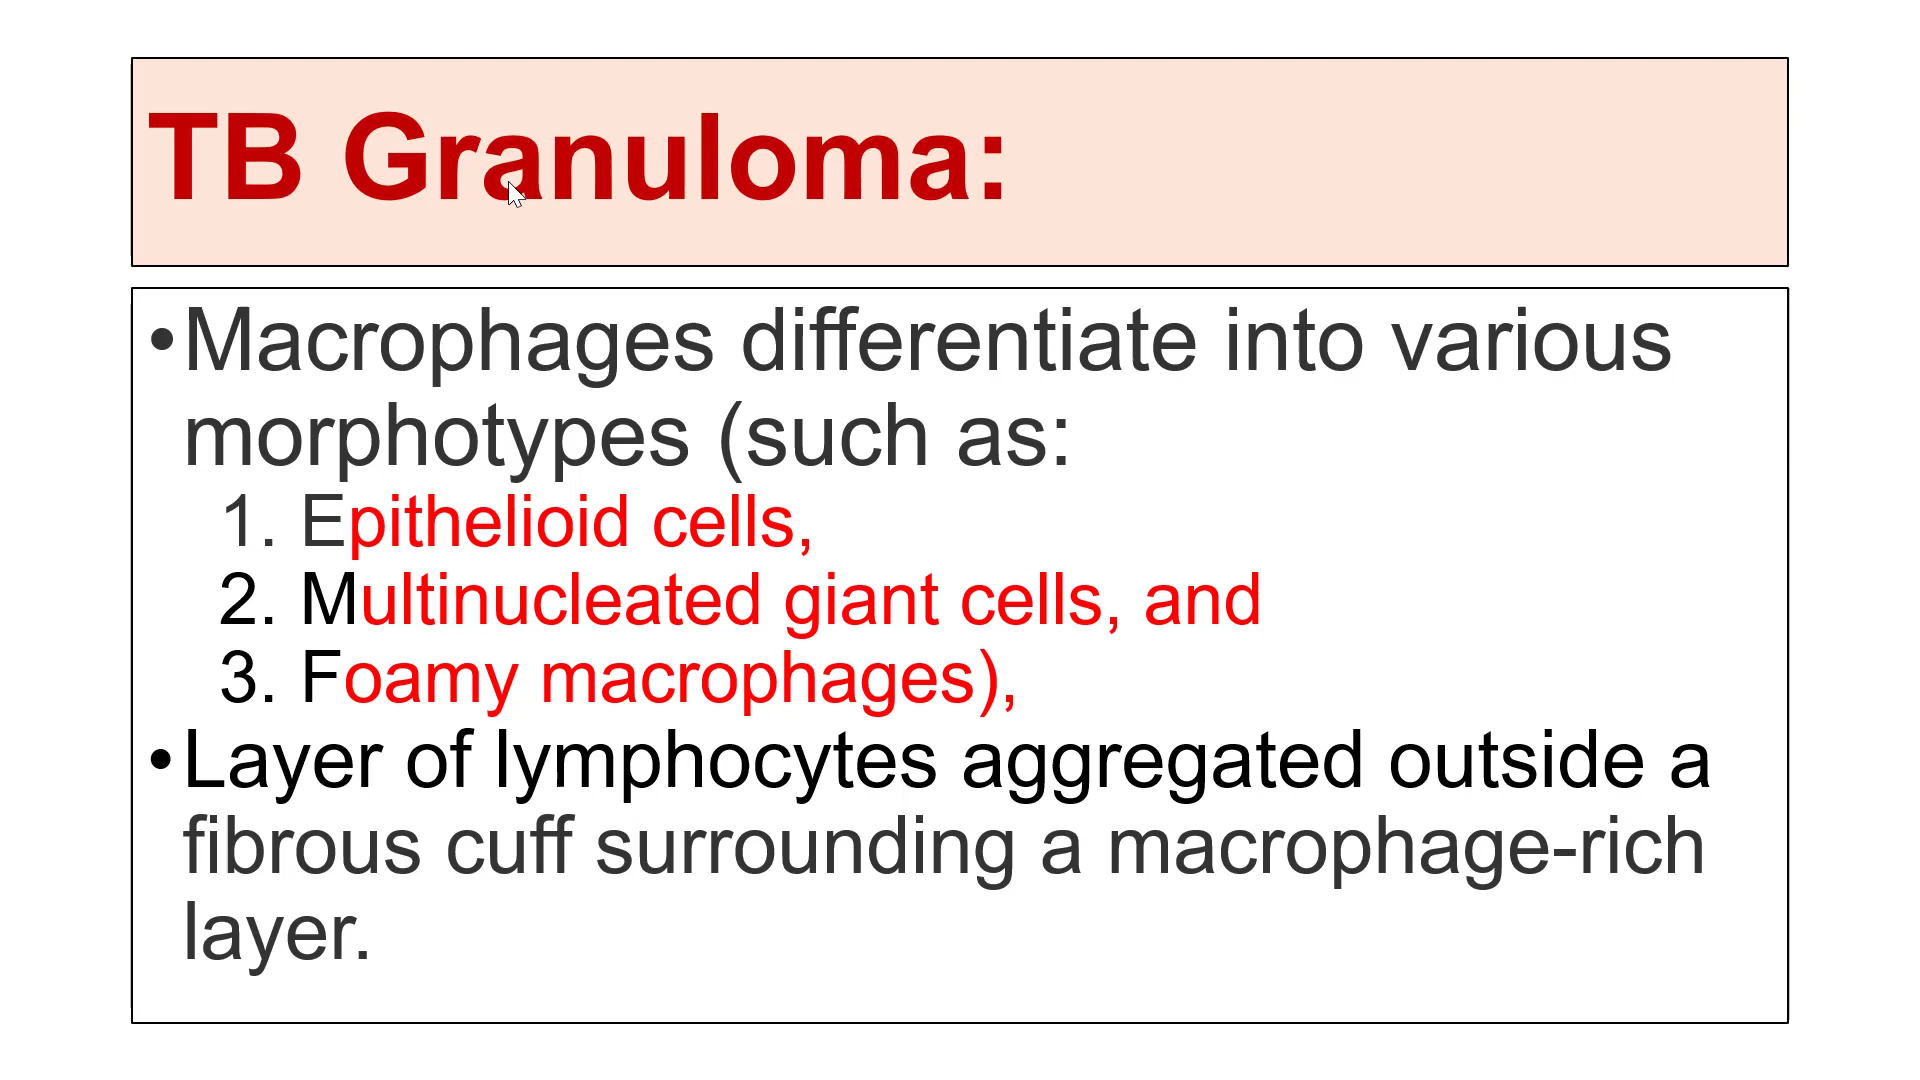 TB Granuloma:
•Macrophages differentiate into various
morphotypes (such as:
1. Epithelioid cells,
2. Multinucleated giant cells, and
3. Foamy macrophages),
•Layer of lymphocytes aggregated outside a
fibrous cuff surrounding a macrophage-rich
layer.